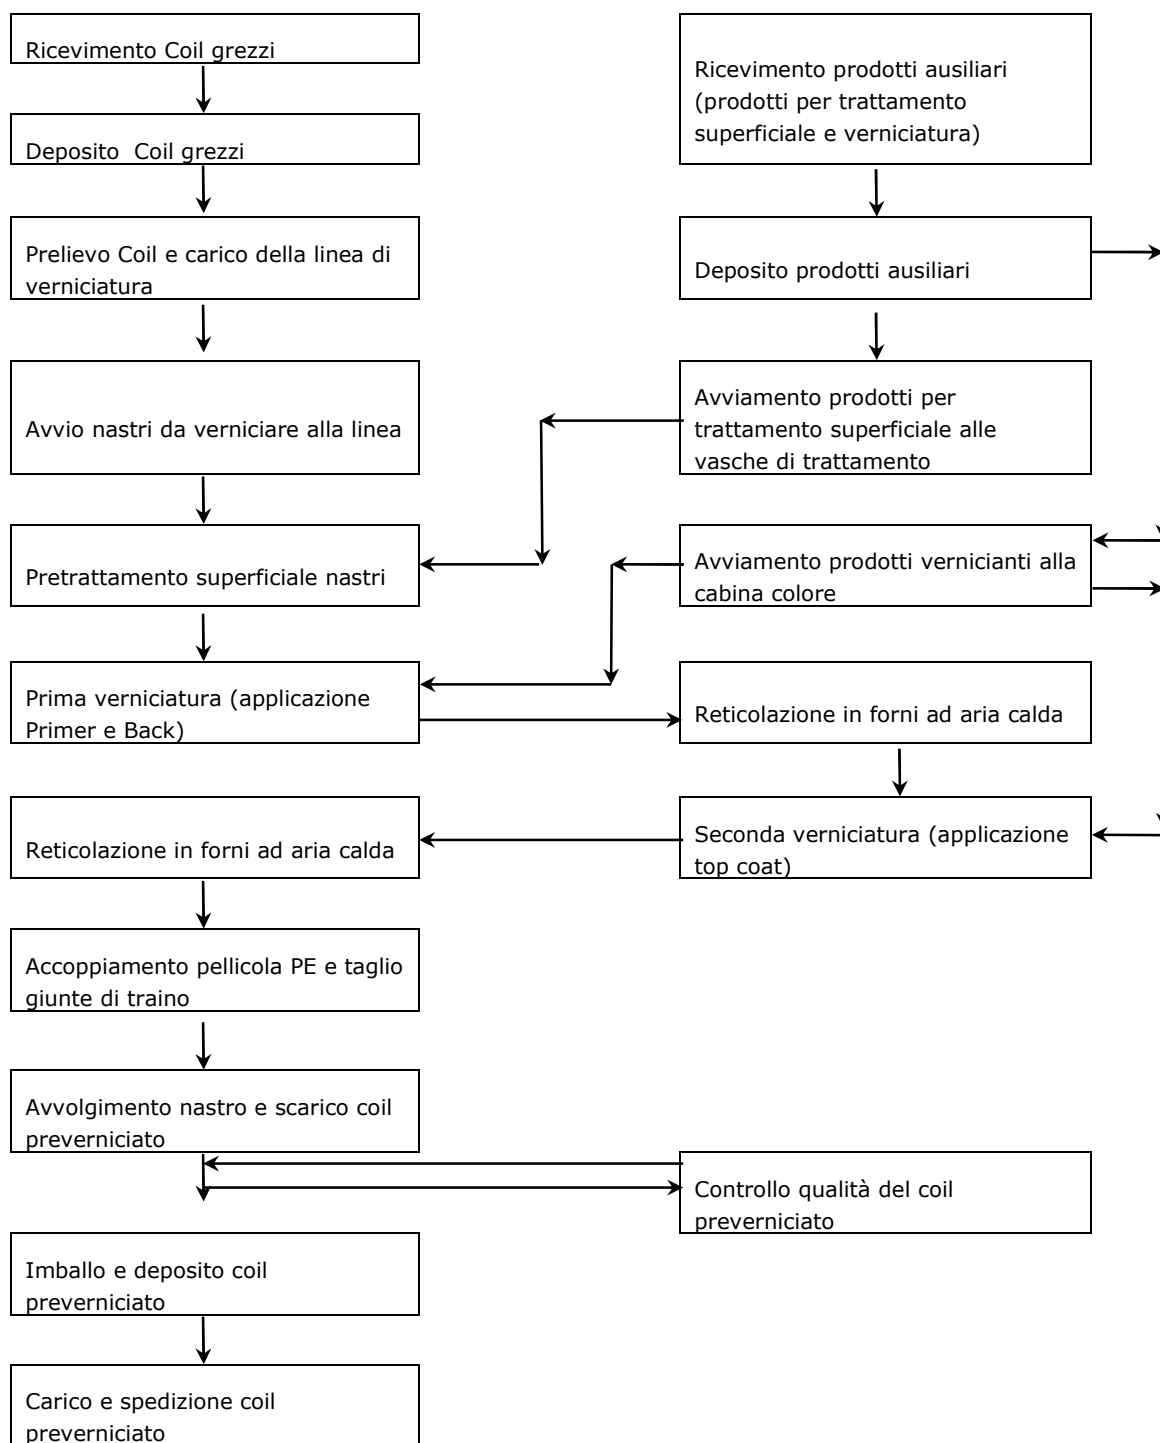 Ricevimento Coil grezzi
Ricevimento prodotti ausiliari
(prodotti per trattamento
superficiale e verniciatura)
Deposito Coil grezzi
Prelievo Coil e carico della linea di
verniciatura
Deposito prodotti ausiliari
Avvio nastri da verniciare alla linea
Avviamento prodotti per
trattamento superficiale alle
vasche di trattamento
Pretrattamento superficiale nastri
Avviamento prodotti vernicianti alla
cabina colore
Prima verniciatura (applicazione
Primer e Back)
Reticolazione in forni ad aria calda
Reticolazione in forni ad aria calda
Seconda verniciatura (applicazione
top coat)
Accoppiamento pellicola PE e taglio
giunte di traino
Avvolgimento nastro e scarico coil
preverniciato
Controllo qualità del coil
preverniciato
Imballo e deposito coil
preverniciato
Carico e spedizione coil
preverniciato